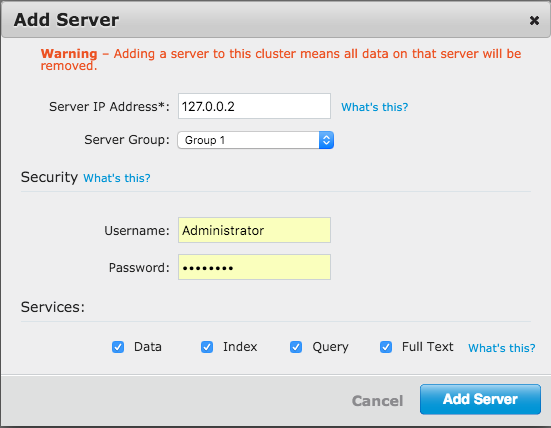 Add Server
Warning – Adding a server to this cluster means all data on that server will be
removed.
Server IP Address*: 127.0.0.2 What's this?
Server Group: Group 1
Security What's this?
Username: Administrator
Password: ••••••••
Services:
Data Index Query Full Text What's this?
Cancel Add Server